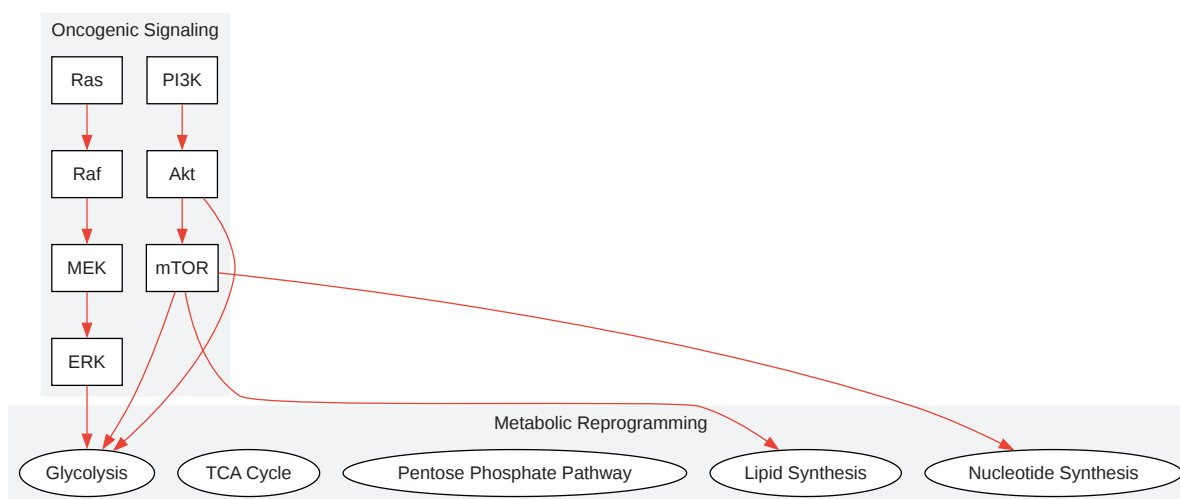 Oncogenic Signaling
Ras
PI3K
Raf
Akt
MEK
mTOR
ERK
Metabolic Reprogramming
Glycolysis
TCA Cycle
Pentose Phosphate Pathway
Lipid Synthesis
Nucleotide Synthesis